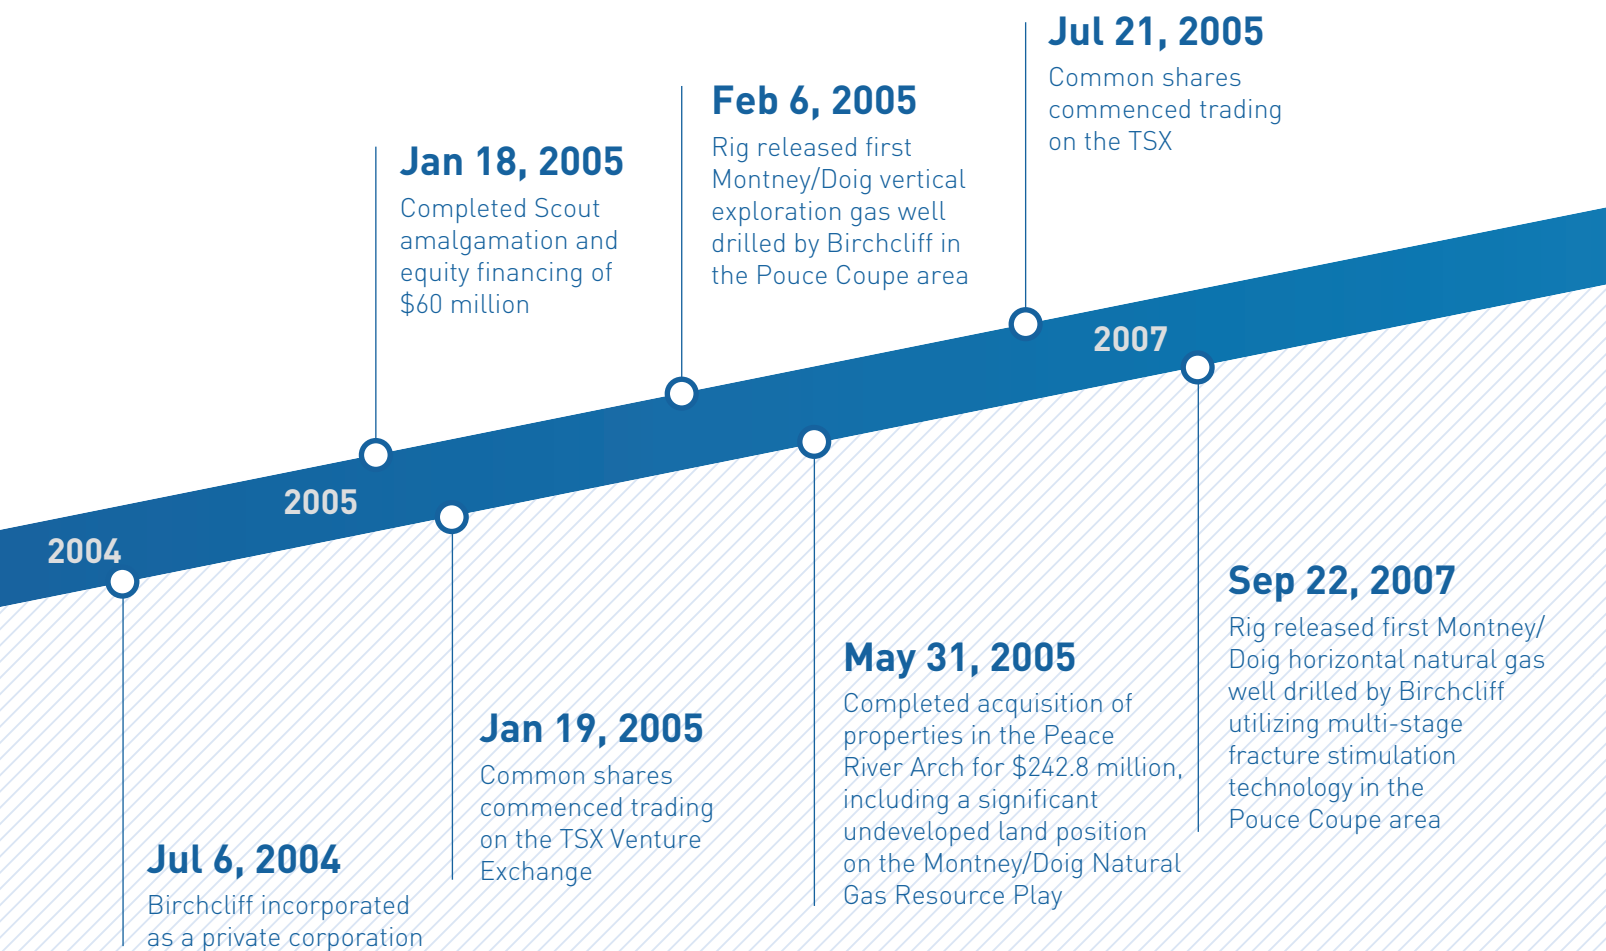 Jul 21, 2005
Common shares
commenced trading
on the TSX
Feb 6, 2005
Rig released first
Montney/Doig vertical
exploration gas well
drilled by Birchcliff in
the Pouce Coupe area
Jan 18, 2005
Completed Scout
amalgamation and
equity financing of
$60 million
2007
2005
2004
Sep 22, 2007
Rig released first Montney/
Doig horizontal natural gas
well drilled by Birchcliff
utilizing multi-stage
fracture stimulation
technology in the
Pouce Coupe area
May 31, 2005
Completed acquisition of
properties in the Peace
River Arch for $242.8 million,
including a significant
undeveloped land position
on the Montney/Doig Natural
Gas Resource Play
Jan 19, 2005
Common shares
commenced trading
on the TSX Venture
Exchange
Jul 6, 2004
Birchcliff incorporated
as a private corporation